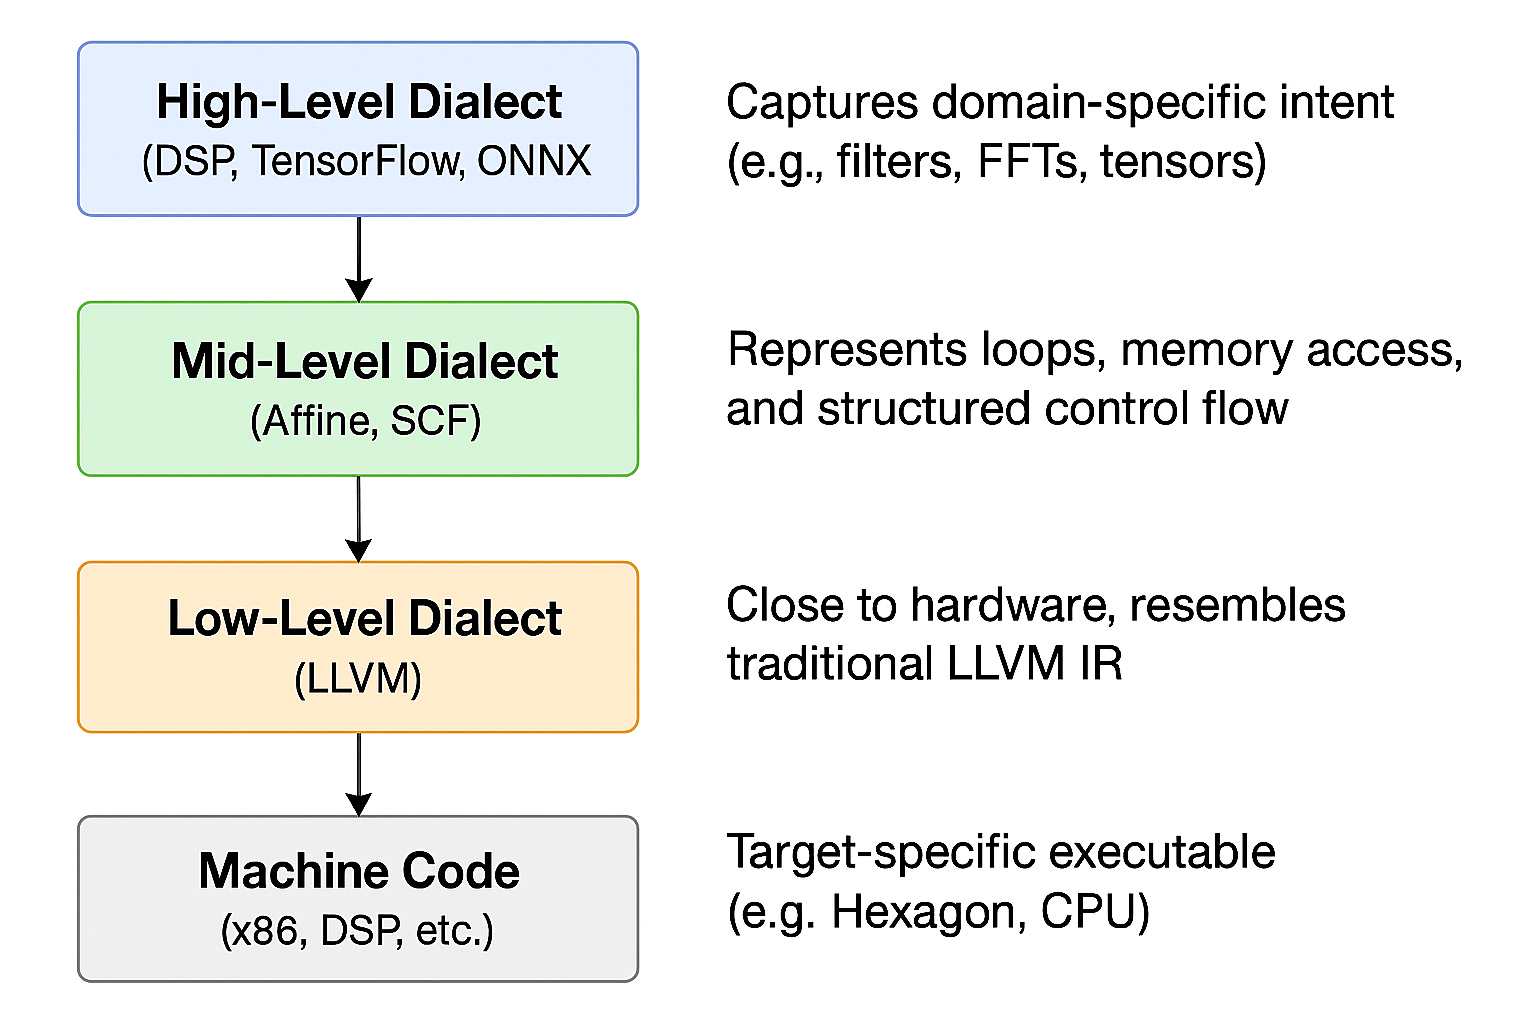 High-Level Dialect
(DSP, TensorFlow, ONNX
Captures domain-specific intent
(e.g., filters, FFTs, tensors)
Mid-Level Dialect
(Affine, SCF)
Represents loops, memory access,
and structured control flow
Low-Level Dialect
(LLVM)
Close to hardware, resembles
traditional LLVM IR
Machine Code
(x86, DSP, etc.)
Target-specific executable
(e.g. Hexagon, CPU)